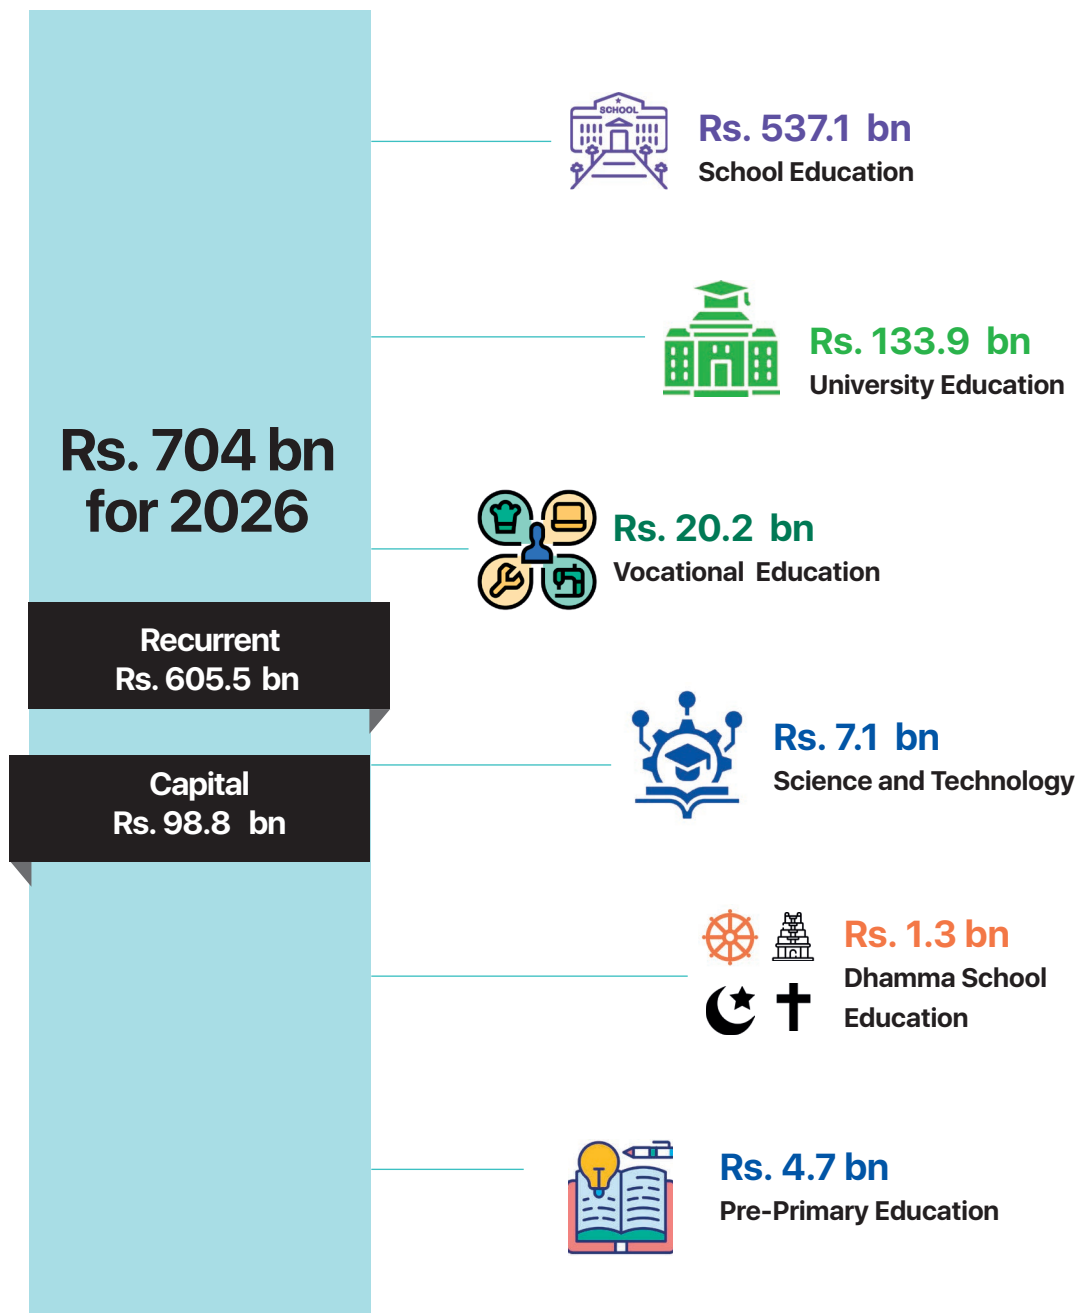 SCHOOL
Rs. 537.1 bn
School Education
Rs. 133.9 bn
University Education
Rs. 704 bn
for 2026
Rs. 20.2 bn
Vocational Education
Recurrent
Rs. 605.5 bn
Rs. 7.1 bn
Science and Technology
Capital
Rs. 98.8 bn
Rs. 1.3 bn
Dhamma School
Education
Rs. 4.7 bn
Pre-Primary Education